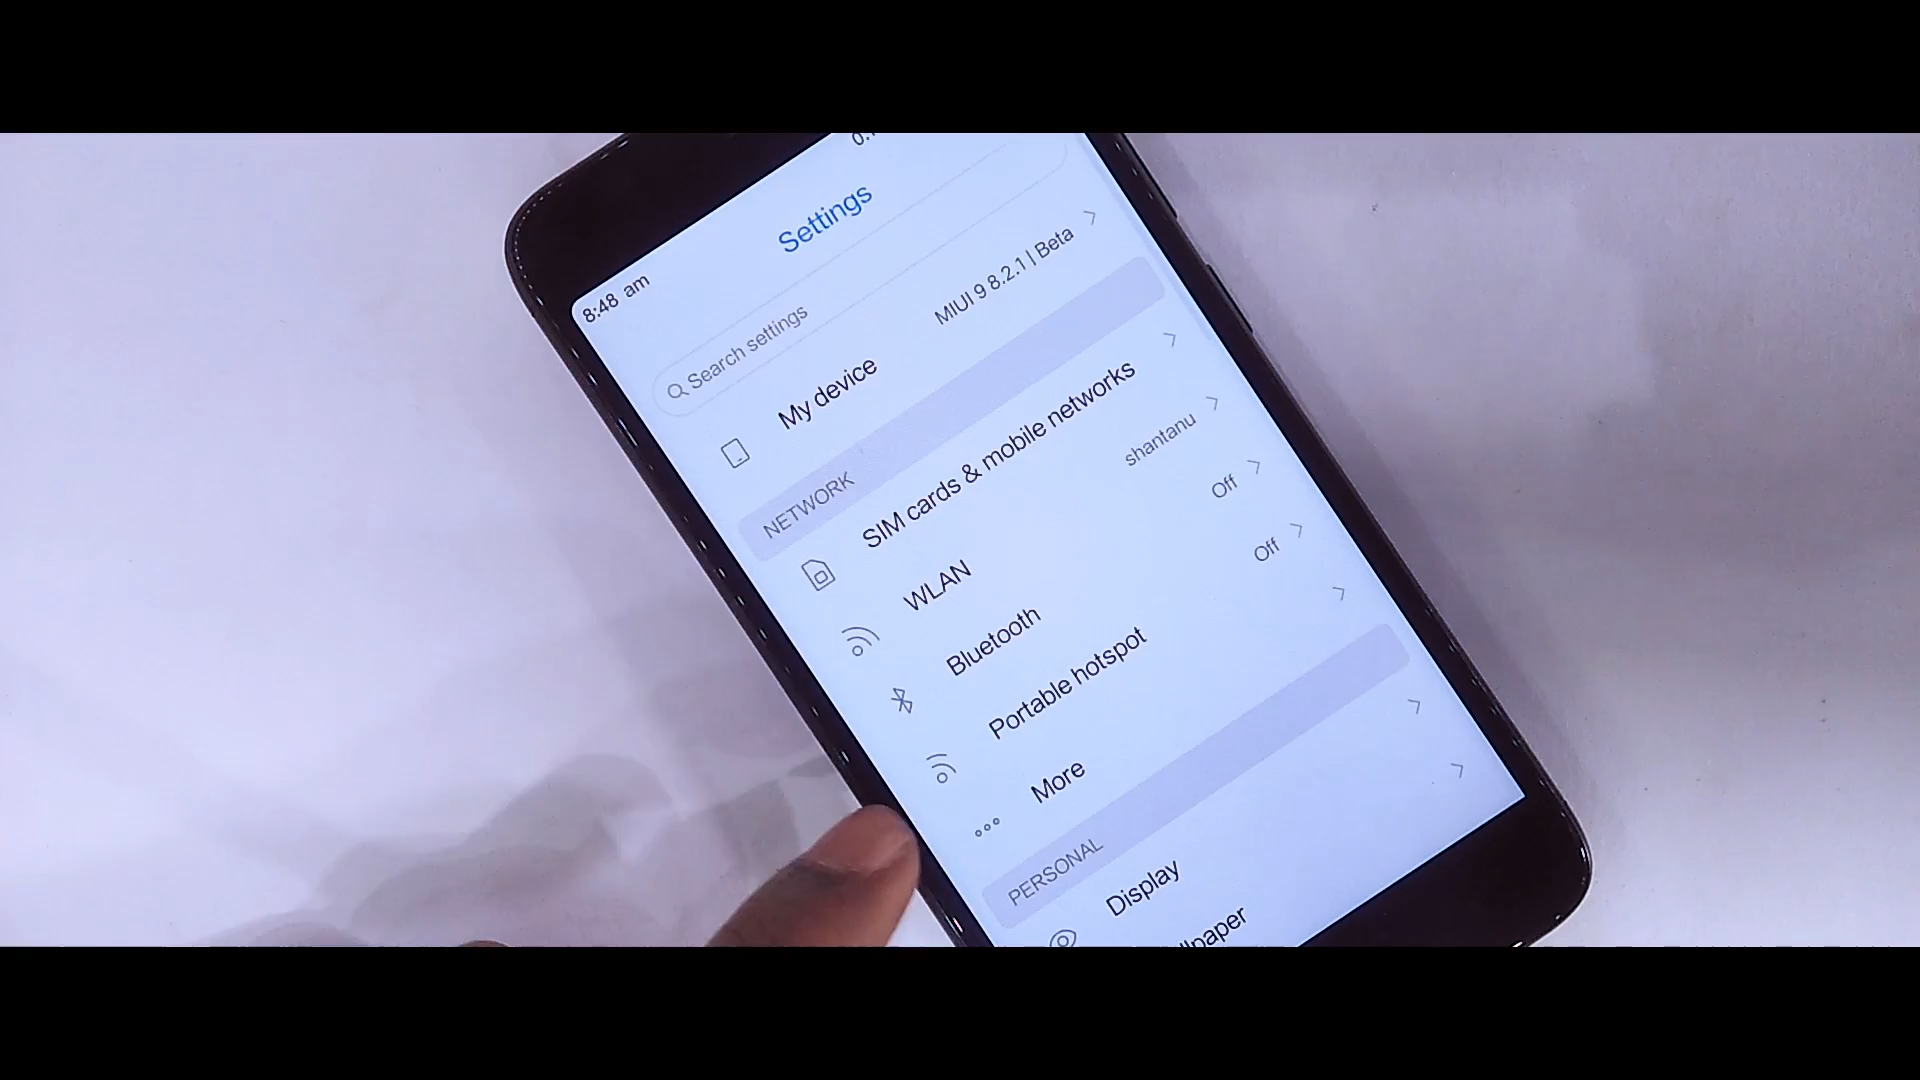 8:48 am
Settings
Search settings
My device MIUI 9 8.2.1 | Beta
NETWORK
SIM cards & mobile networks
WLAN shantanu
Bluetooth Off
Portable hotspot Off
More
PERSONAL
Display